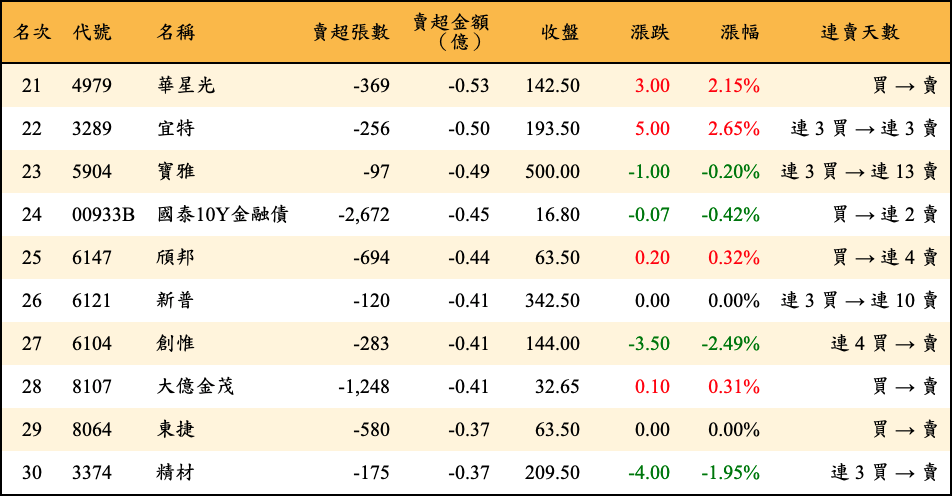 名次 代號 名稱 賣超張數 賣超金額（億） 收盤 漲跌 漲幅 連賣天數
21 4979 華星光 -369 -0.53 142.50 3.00 2.15% 買 → 賣
22 3289 宜特 -256 -0.50 193.50 5.00 2.65% 連 3 買 → 連 3 賣
23 5904 寶雅 -97 -0.49 500.00 -1.00 -0.20% 連 3 買 → 連 13 賣
24 00933B 國泰10Y金融債 -2,672 -0.45 16.80 -0.07 -0.42% 買 → 連 2 賣
25 6147 頎邦 -694 -0.44 63.50 0.20 0.32% 買 → 連 4 賣
26 6121 新普 -120 -0.41 342.50 0.00 0.00% 連 3 買 → 連 10 賣
27 6104 創惟 -283 -0.41 144.00 -3.50 -2.49% 連 4 買 → 賣
28 8107 大億金茂 -1,248 -0.41 32.65 0.10 0.31% 買 → 賣
29 8064 東捷 -580 -0.37 63.50 0.00 0.00% 買 → 賣
30 3374 精材 -175 -0.37 209.50 -4.00 -1.95% 連 3 買 → 賣